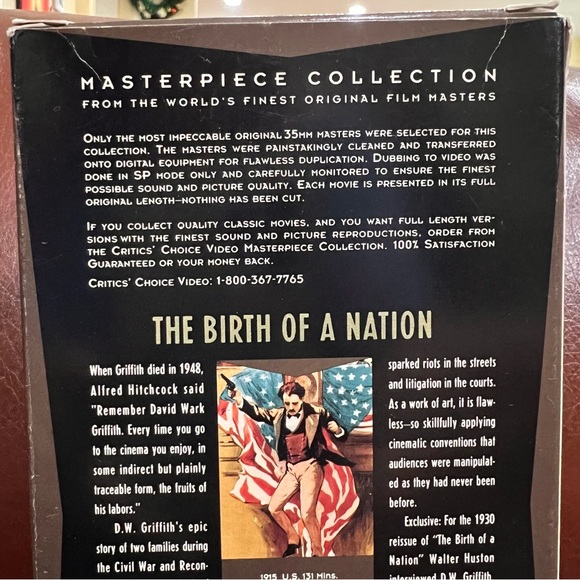 MASTERPIECE COLLECTION
FROM THE WORLD'S FINEST ORIGINAL FILM MASTERS
ONLY THE MOST IMPECCABLE ORIGINAL 35MM MASTERS WERE SELECTED FOR THIS
COLLECTION. THE MASTERS WERE PAINSTAKINGLY CLEANED AND TRANSFERRED
ONTO DIGITAL EQUIPMENT FOR FLAWLESS DUPLICATION. DUBBING TO VIDEO WAS
DONE IN SP MODE ONLY AND CAREFULLY MONITORED TO ENSURE THE FINEST
POSSIBLE SOUND AND PICTURE QUALITY. EACH MOVIE IS PRESENTED IN ITS FULL
ORIGINAL LENGTH—NOTHING HAS BEEN CUT.
IF YOU COLLECT QUALITY CLASSIC MOVIES, AND YOU WANT FULL LENGTH VER-
SIONS WITH THE FINEST SOUND AND PICTURE REPRODUCTIONS, ORDER FROM
THE CRITICS' CHOICE VIDEO MASTERPIECE COLLECTION. 100% SATISFACTION
GUARANTEED OR YOUR MONEY BACK.
CRITICS' CHOICE VIDEO: 1-800-367-7765
THE BIRTH OF A NATION
When Griffith died in 1948,
Alfred Hitchcock said
"Remember David Wark
Griffith. Every time you go
to the cinema you enjoy, in
some indirect but plainly
traceable form, the fruits of
his labors."
D.W. Griffith's epic
story of two families during
the Civil War and Recon-
1915 U.S. 131 Mins.
sparked riots in the streets
and litigation in the courts.
As a work of art, it is flaw-
less—so skillfully applying
cinematic conventions that
audiences were manipulat-
ed as they had never been
before.
Exclusive: For the 1930
reissue of "The Birth of a
Nation" Walter Huston
interviewed D.W. Griffith